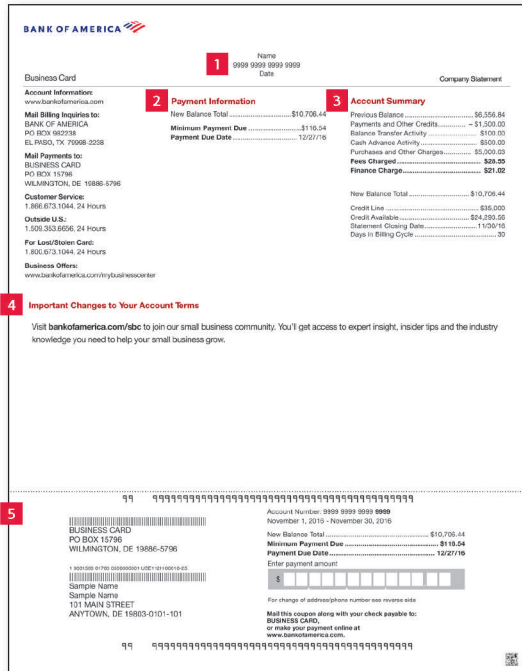 BANK OF AMERICA
1
Name
9998 9999 9999 9999
Date
Business Card
Company Statement
Account Information:
www.bankofamerica.com
Mail Billing Inquiries to:
BANK OF AMERICA
PO BOX 982238
EL PASO, TX 79998-2238
Mail Payments to:
BUSINESS CARD
PO BOX 15796
WILMINGTON, DE 19886-5796
Customer Service:
1.866.673.1044, 24 Hours
Outside U.S.:
1.509.353.6656, 24 Hours
For Lost/Stolen Card:
1.800.673.1044, 24 Hours
Business Offers:
www.bankofamerica.com/mybusinesscenter
2 Payment Information
New Balance Total ........................ $10,706.44
Minimum Payment Due ........................ $116.54
Payment Due Date ........................ 12/27/16
3 Account Summary
Previous Balance ........................ $6,556.84
Payments and Other Credits ............ – $1,500.00
Balance Transfer Activity ........................ $100.00
Cash Advance Activity ........................ $500.00
Purchases and Other Charges ............ $5,000.03
Fees Charged ........................ $28.55
Finance Charge ........................ $21.02
New Balance Total ........................ $10,706.44
Credit Line ........................ $35,000
Credit Available ........................ $24,293.56
Statement Closing Date ........................ 11/30/16
Days in Billing Cycle ........................ 30
4 Important Changes to Your Account Terms
Visit bankofamerica.com/sbc to join our small business community. You'll get access to expert insight, insider tips and the industry
knowledge you need to help your small business grow.
5
BUSINESS CARD
PO BOX 15796
WILMINGTON, DE 19886-5796
Sample Name
Sample Name
101 MAIN STREET
ANYTOWN, DE 19803-0101-101
Account Number: 9999 9999 9999 9999
November 1, 2016 - November 30, 2016
New Balance Total ........................ $10,706.44
Minimum Payment Due ........................ $116.54
Payment Due Date ........................ 12/27/16
Enter payment amount
$
For change of address/phone number see reverse side
Mail this coupon along with your check payable to:
BUSINESS CARD,
or make your payment online at
www.bankofamerica.com.